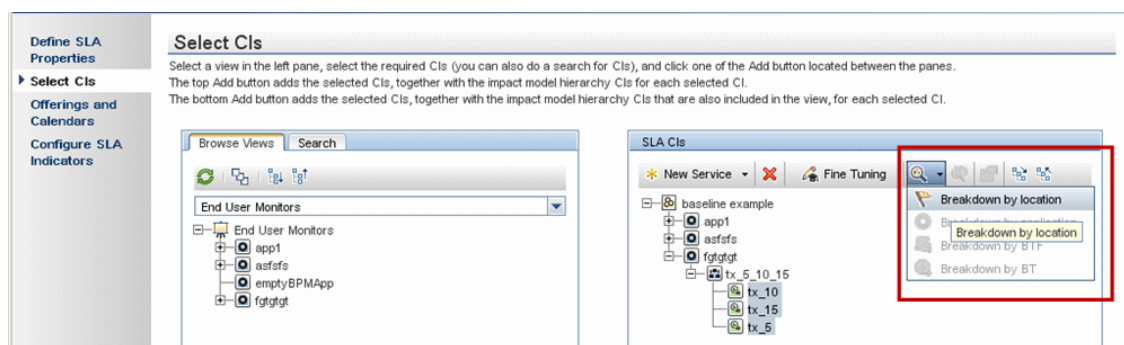 Define SLA
Properties
Select CIs
Offerings and
Calendars
Configure SLA
Indicators
Select CIs
Select a view in the left pane, select the required CIs (you can also do a search for CIs), and click one of the Add button located between the panes.
The top Add button adds the selected CIs, together with the impact model hierarchy CIs for each selected CI.
The bottom Add button adds the selected CIs, together with the impact model hierarchy CIs that are also included in the view, for each selected CI.
Browse Views Search
End User Monitors
End User Monitors
app1
asfsfs
emptyBPMApp
fgtgtgt
SLA CIs
New Service Fine Tuning
baseline example
app1
asfsfs
fgtgtgt
tx_5_10_15
tx_10
tx_15
tx_5
Breakdown by location
Breakdown by application
Breakdown by location
Breakdown by BTF
Breakdown by BT